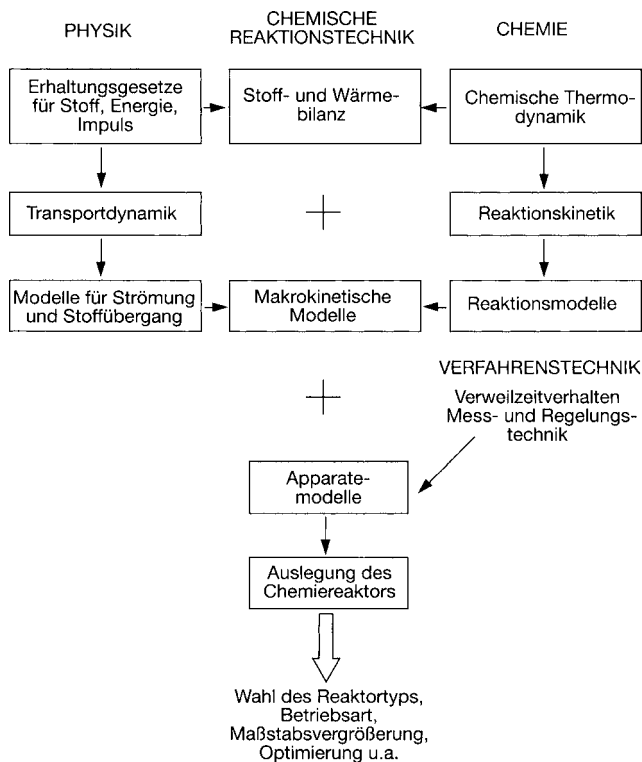 PHYSIK
CHEMISCHE
REAKTIONSTECHNIK
CHEMIE
Erhaltungsgesetze
für Stoff, Energie,
Impuls
Stoff- und Wärme-
bilanz
Chemische Thermo-
dynamik
Transportdynamik
Reaktionskinetik
Modelle für Strömung
und Stoffübergang
Makrokinetische
Modelle
Reaktionsmodelle
VERFAHRENSTECHNIK
Verweilzeitverhalten
Mess- und Regelungs-
technik
Apparate-
modelle
Auslegung des
Chemiereaktors
Wahl des Reaktortyps,
Betriebsart,
Maßstabsvergrößerung,
Optimierung u.a.